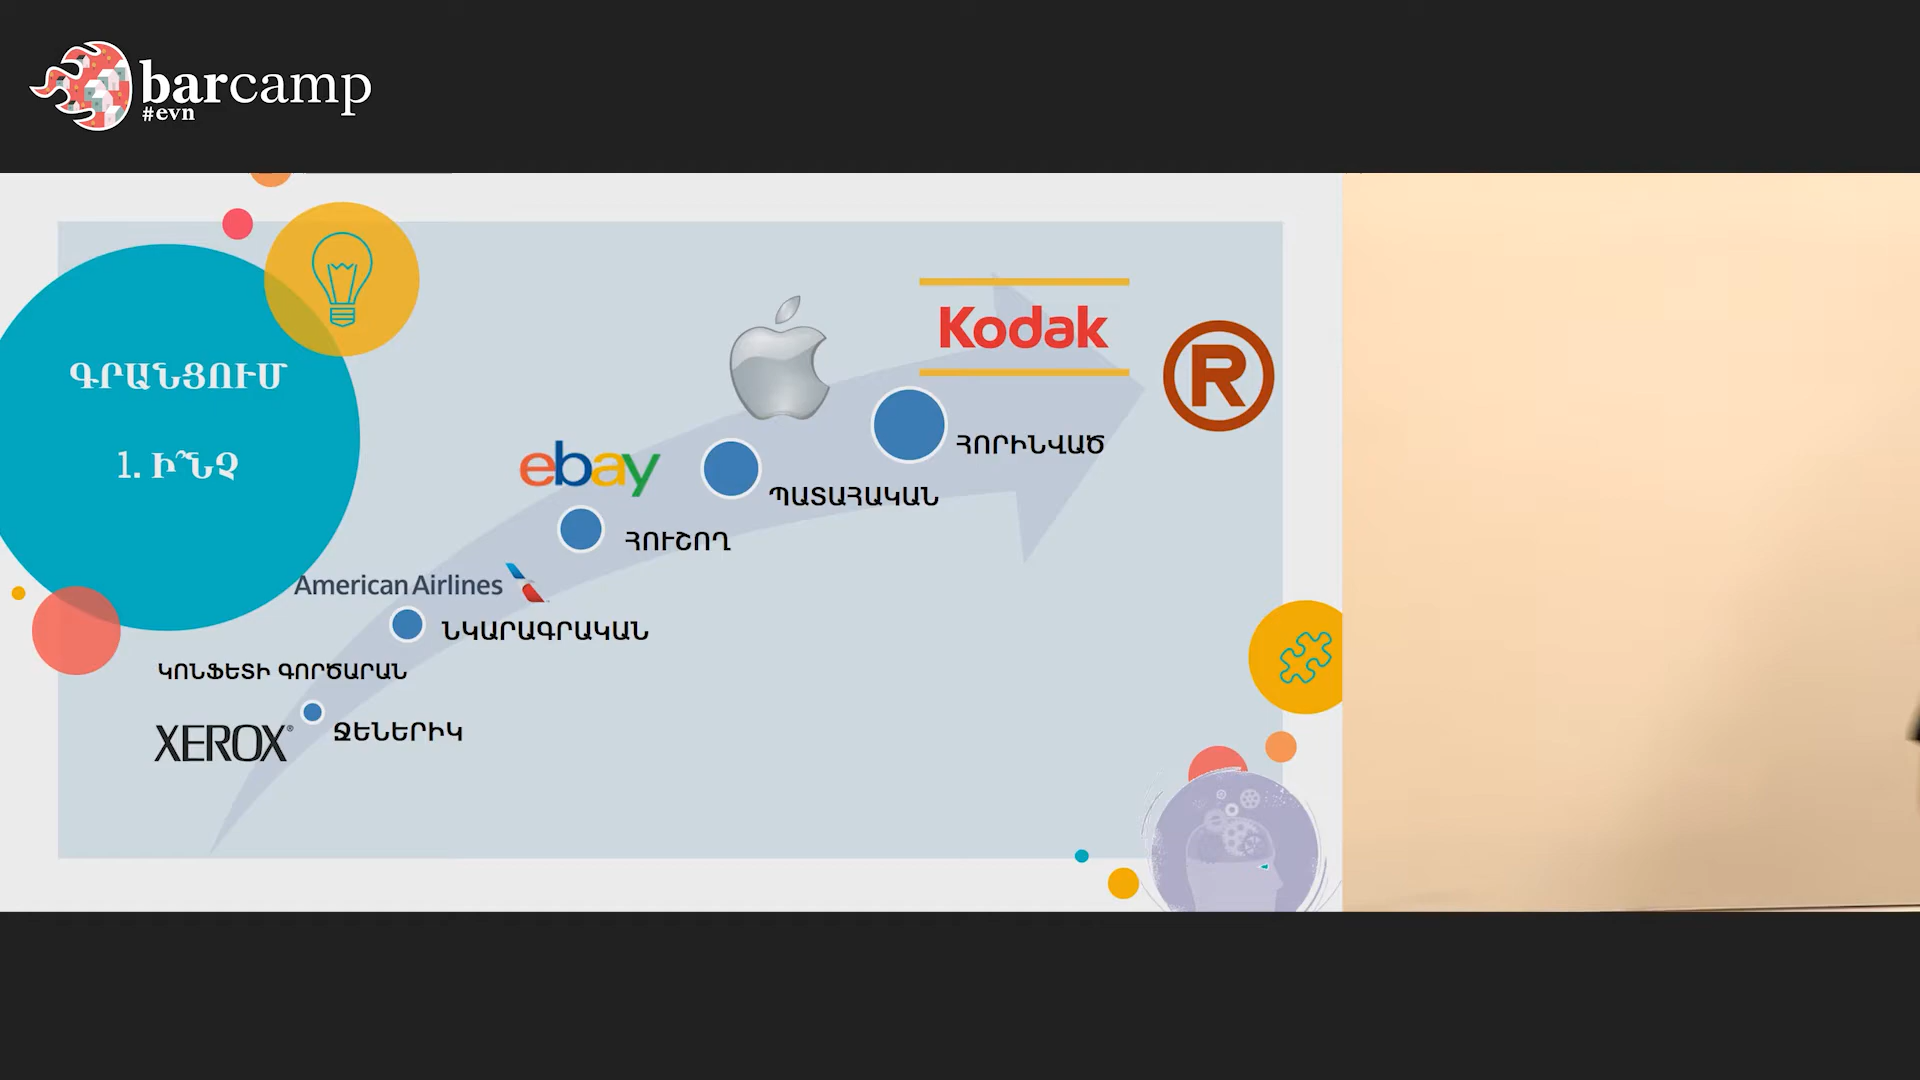 barcamp
#evn
ԳՐԱՆՑՈՒՄ
1. Ի՞ՆՉ
Kodak
R
ՀՈՐԻՆՎԱԾ
ՊԱՏԱՀԱԿԱՆ
ebay
ՀՈՒՇՈՂ
American Airlines
ՆԿԱՐԱԳՐԱԿԱՆ
ԿՈՆՖԵՏԻ ԳՈՐԾԱՐԱՆ
XEROX®
ՋԵՆԵՐԻԿ